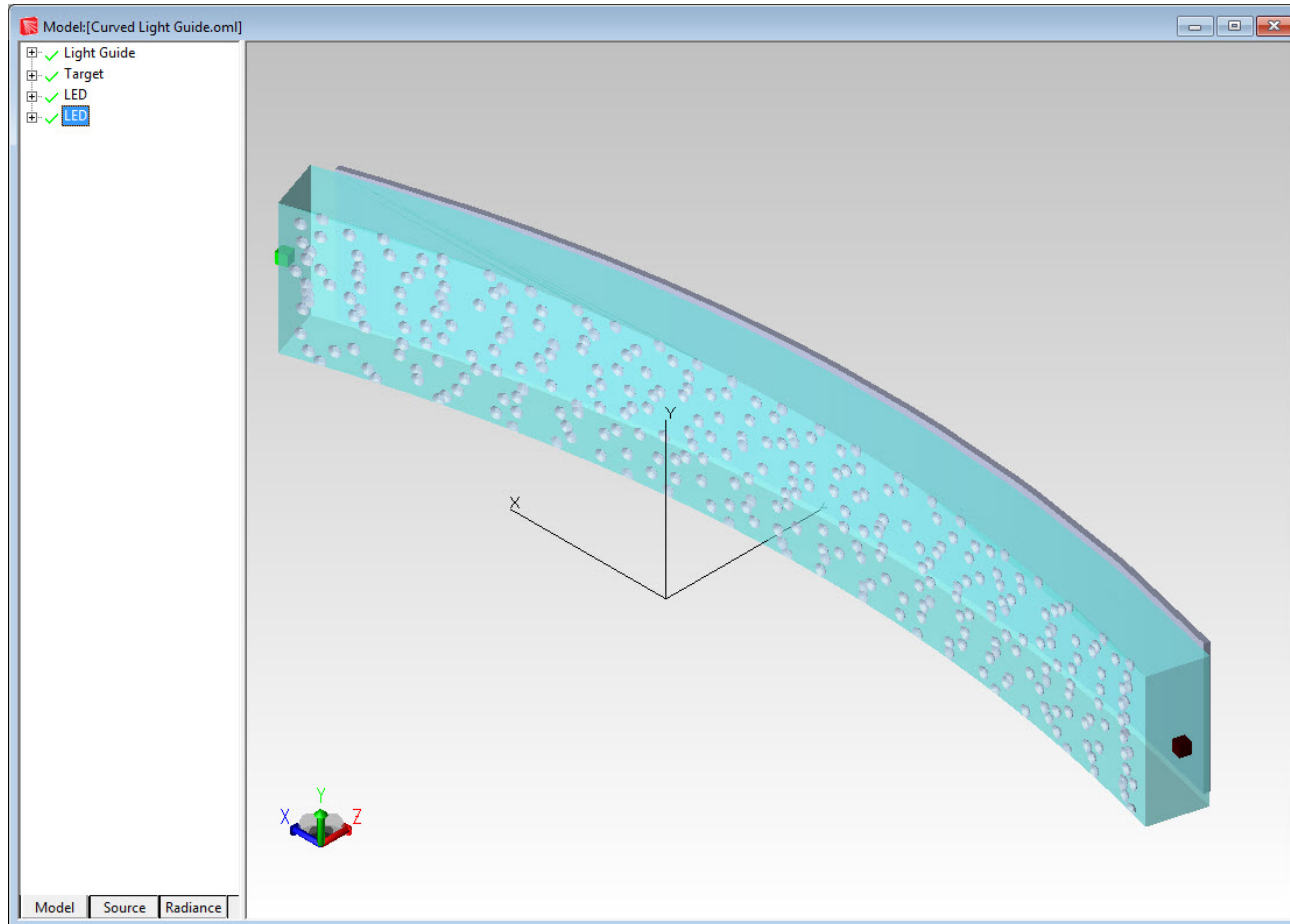 Model:[Curved Light Guide.oml]
Light Guide
Target
LED
LED
Y
X
Y
X
Z
Model Source Radiance